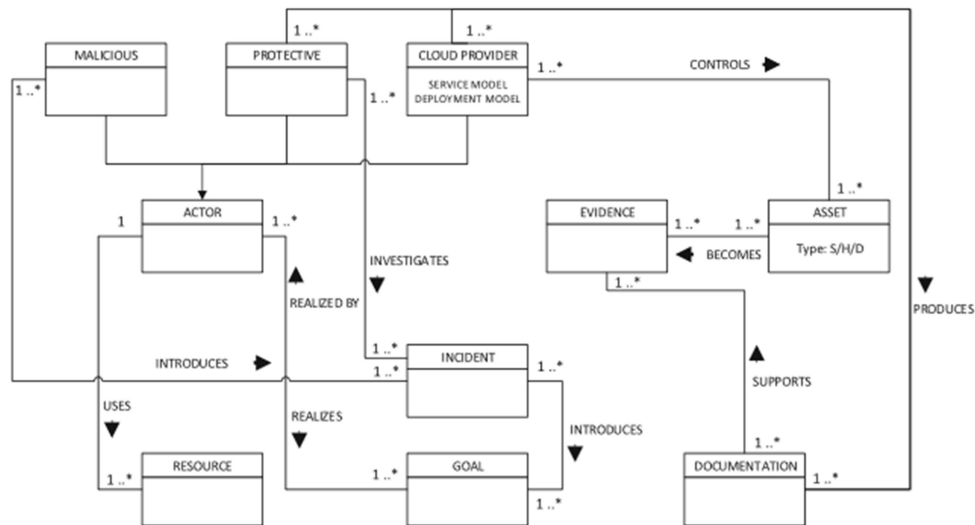 1 ..*
1 ..*
MALICIOUS
PROTECTIVE
CLOUD PROVIDER
SERVICE MODEL
DEPLOYMENT MODEL
1 ..*
1 ..*
1 ..*
CONTROLS
1 ..*
ACTOR
1
1 ..*
EVIDENCE
1 ..*
1 ..*
ASSET
Type: S/H/D
BECOMES
INVESTIGATES
1 ..*
REALIZED BY
PRODUCES
1 ..*
INCIDENT
1 ..*
1 ..*
INTRODUCES
SUPPORTS
USES
REALIZES
INTRODUCES
1 ..*
RESOURCE
1 ..*
1 ..*
GOAL
1 ..*
DOCUMENTATION
1 ..*